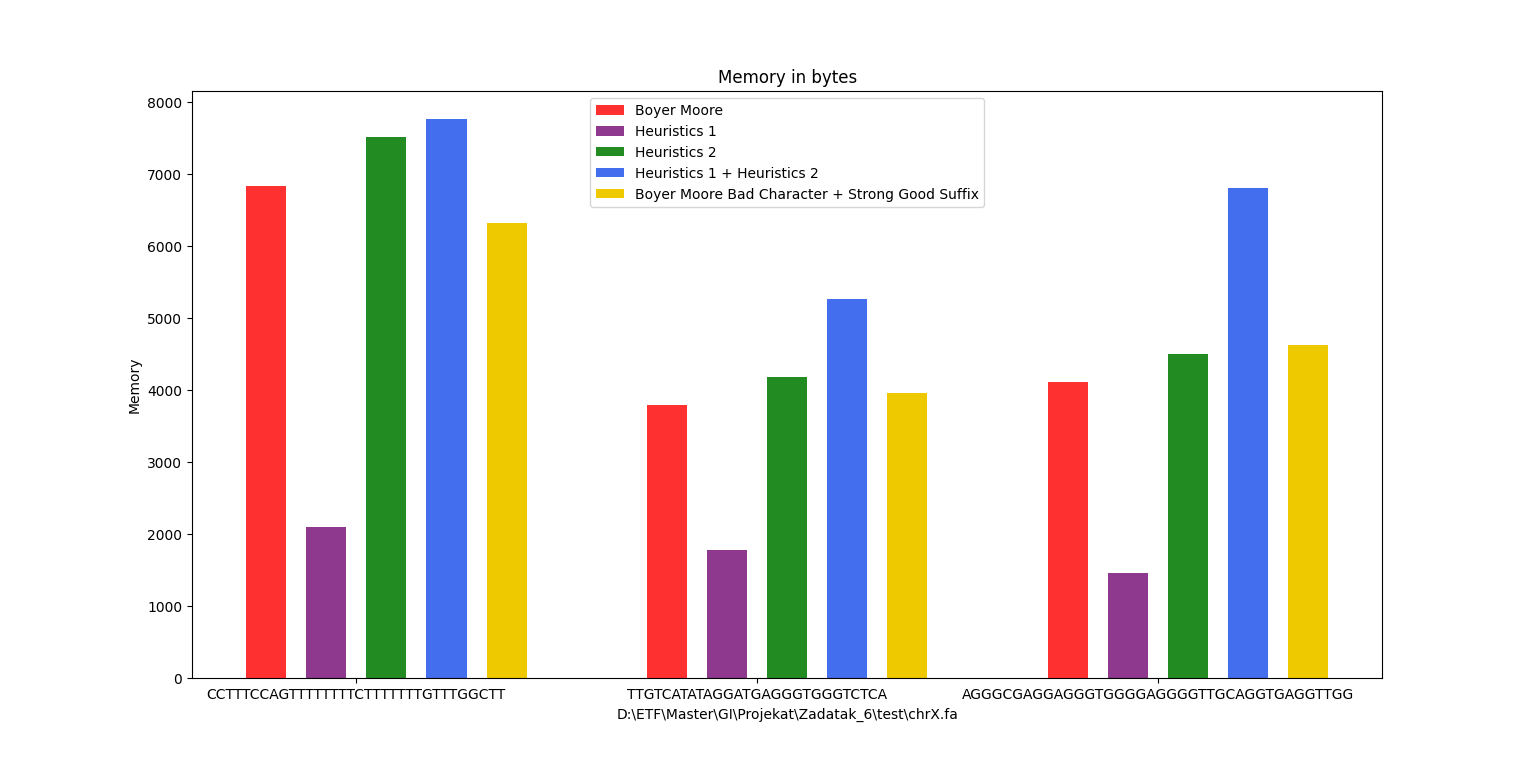 Memory in bytes
Boyer Moore
Heuristics 1
Heuristics 2
Heuristics 1 + Heuristics 2
Boyer Moore Bad Character + Strong Good Suffix
8000
7000
6000
5000
4000
3000
2000
1000
0
Memory
CCTTTCCAGTTTTTTTTCTTTTTTTGTTTGGCTT TTGTCATATAGGATGAGGGTGGGTCTCA AGGGCGAGGAGGGTGGGGAGGGGTTGCAGGTGAGGTTGG
D:\ETF\Master\GI\Projekat\Zadatak_6\test\chrX.fa